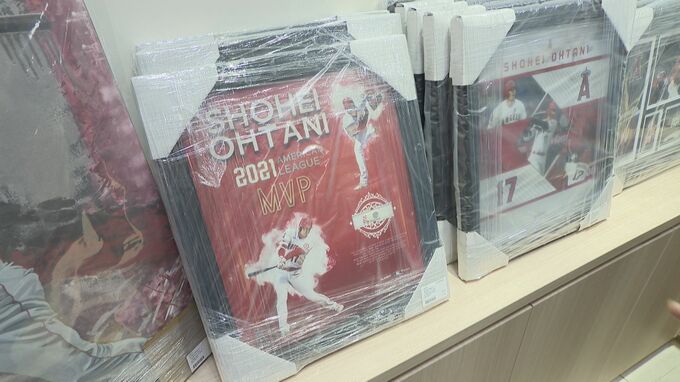 SHOHEI
OHTANI
2021 AMERICAN
LEAGUE
MVP
SHOHEI OHTANI
A
17